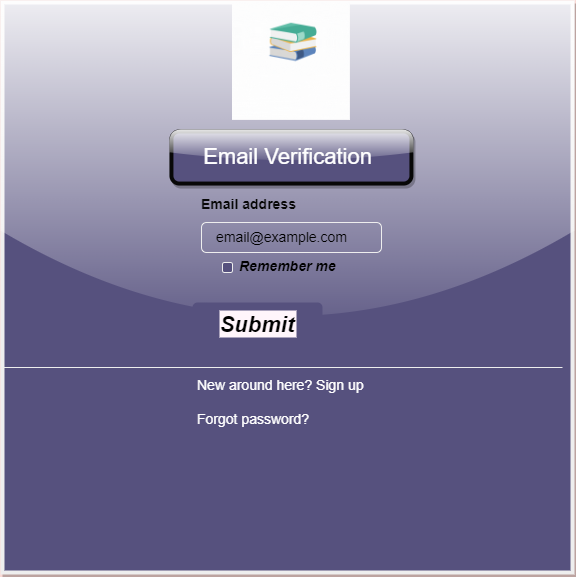 Email Verification
Email address
email@example.com
Remember me
Submit
New around here? Sign up
Forgot password?